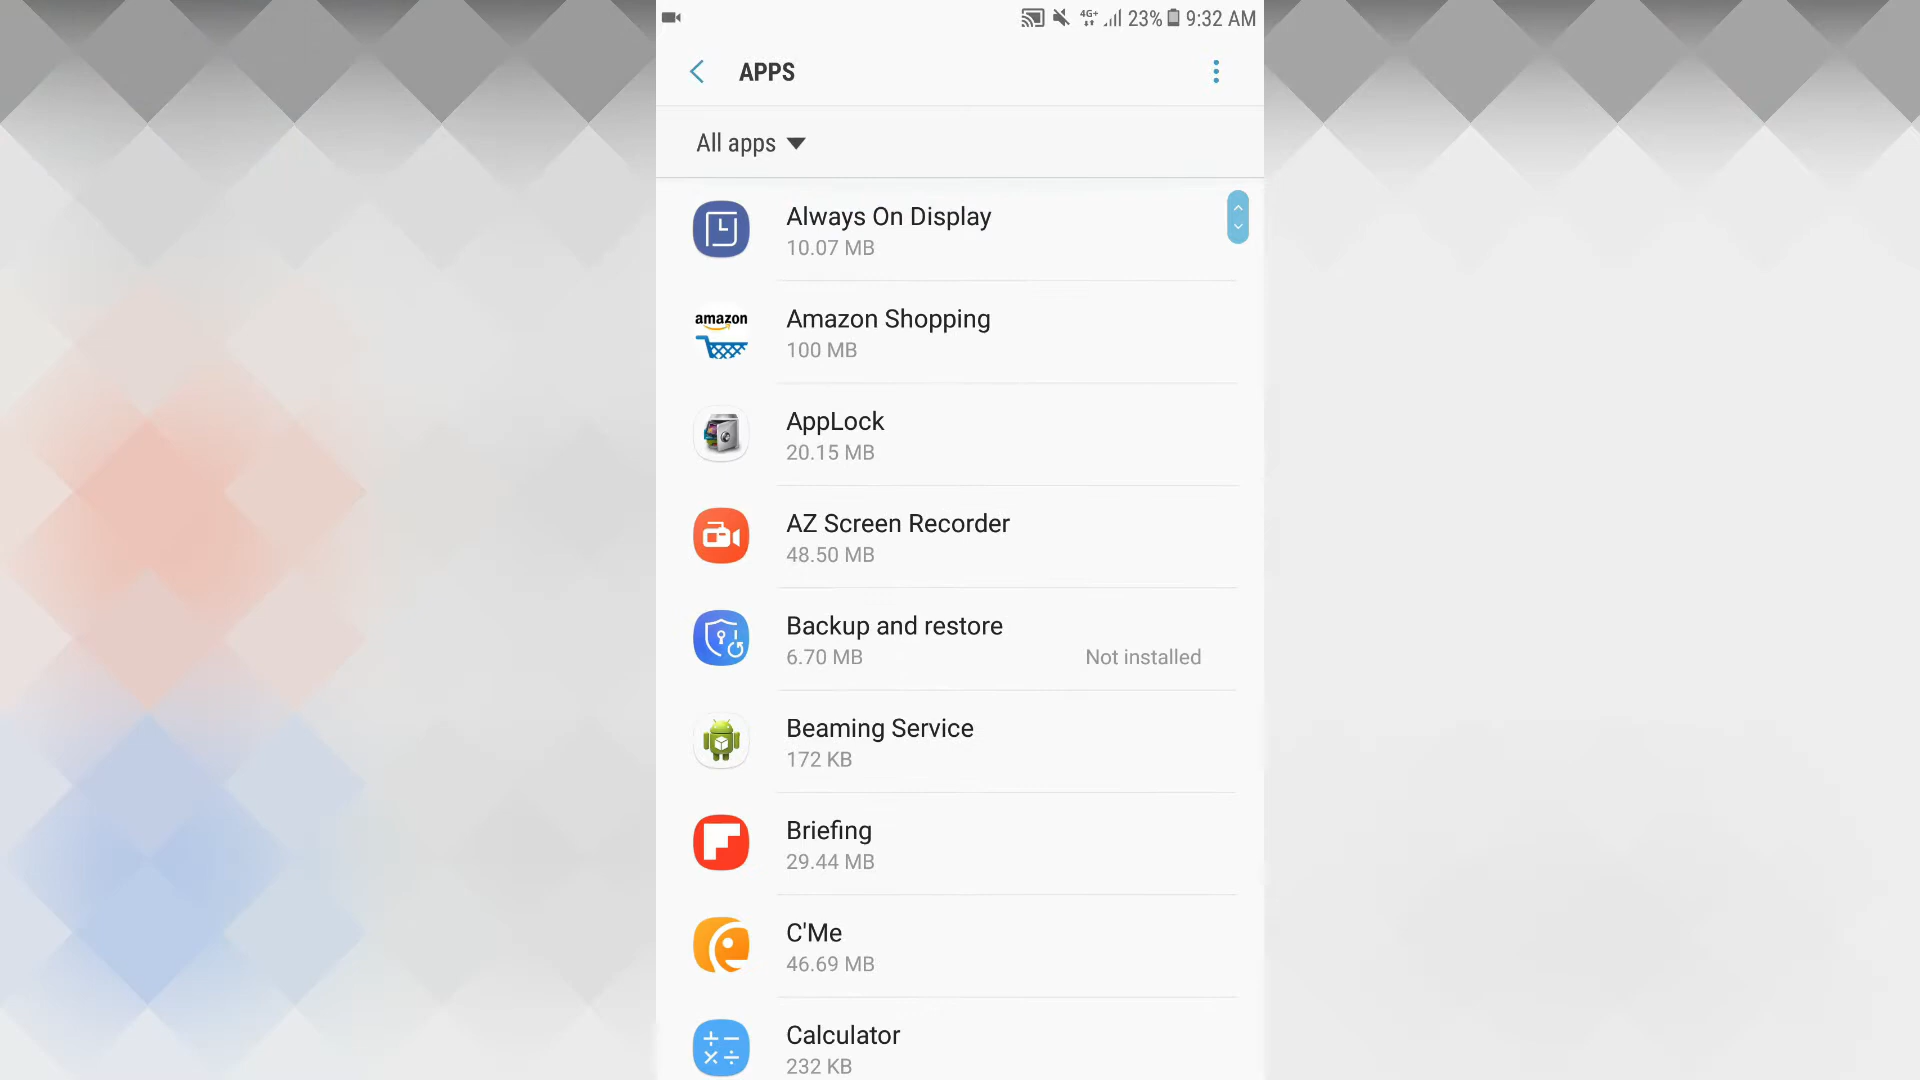 4G+ 23% 9:32 AM
APPS
All apps
Always On Display
10.07 MB
amazon
Amazon Shopping
100 MB
AppLock
20.15 MB
AZ Screen Recorder
48.50 MB
Backup and restore
6.70 MB
Not installed
Beaming Service
172 KB
Briefing
29.44 MB
C'Me
46.69 MB
Calculator
232 KB